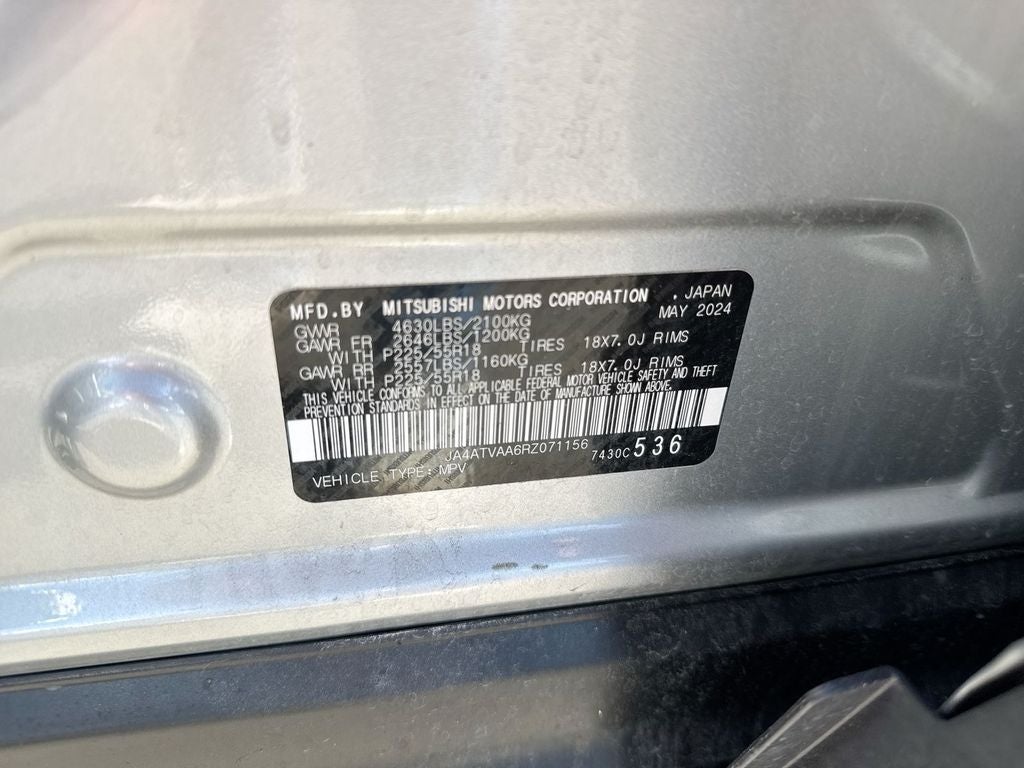 MFD.BY MITSUBISHI MOTORS CORPORATION . JAPAN
GVWR 4630LBS/2100KG MAY 2024
GAWR FR 2646LBS/1200KG
WITH P225/55R18 TIRES 18X7.0J RIMS
GAWR RR 2557LBS/1160KG
WITH P225/55R18 TIRES 18X7.0J RIMS
THIS VEHICLE CONFORMS TO ALL APPLICABLE FEDERAL MOTOR VEHICLE SAFETY AND THEFT
PREVENTION STANDARDS IN EFFECT ON THE DATE OF MANUFACTURE SHOWN ABOVE.
JA4ATVAA6RZ071156 7430C 536
VEHICLE TYPE: MPV